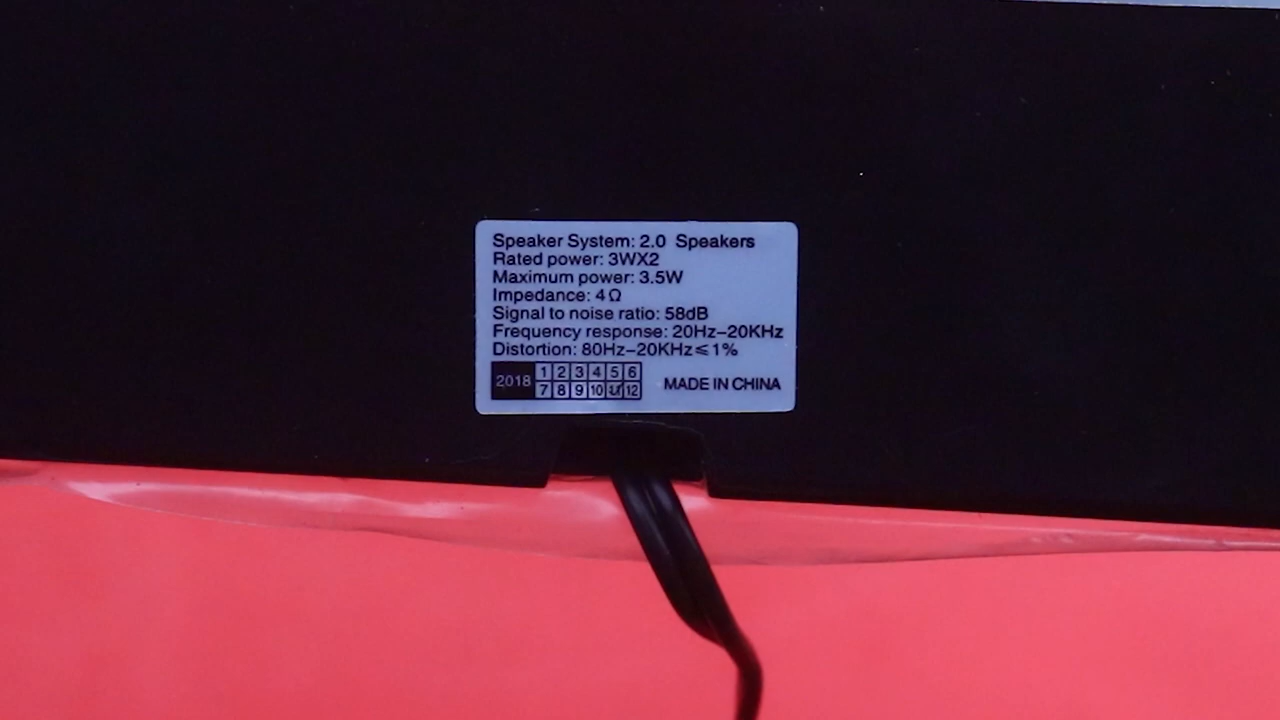 Speaker System: 2.0 Speakers
Rated power: 3WX2
Maximum power: 3.5W
Impedance: 4Ω
Signal to noise ratio: 58dB
Frequency response: 20Hz–20KHz
Distortion: 80Hz–20KHz≤1%
2018 1 2 3 4 5 6
7 8 9 10 11 12
MADE IN CHINA